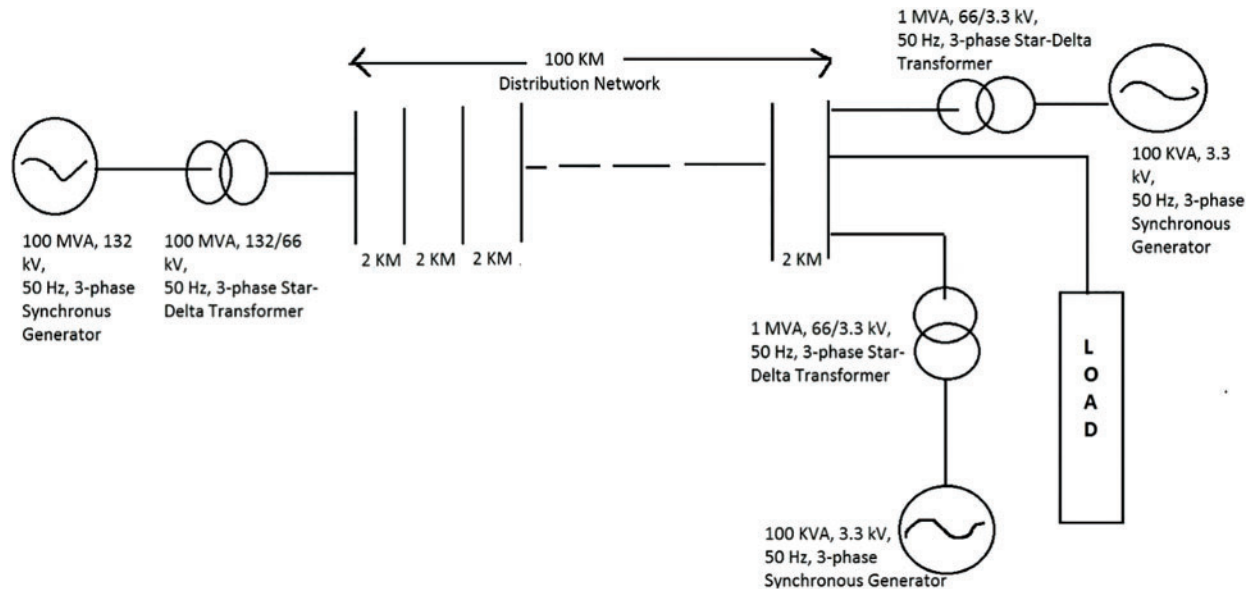 1 MVA, 66/3.3 kV,
50 Hz, 3-phase Star-Delta
Transformer
100 KM
Distribution Network
100 KVA, 3.3
kV,
50 Hz, 3-phase
Synchronous
Generator
100 MVA, 132
kV,
50 Hz, 3-phase
Synchronus
Generator
100 MVA, 132/66
kV,
50 Hz, 3-phase Star-
Delta Transformer
2 KM
2 KM
2 KM
2 KM
1 MVA, 66/3.3 kV,
50 Hz, 3-phase Star-
Delta Transformer
L
O
A
D
100 KVA, 3.3 kV,
50 Hz, 3-phase
Synchronous Generator